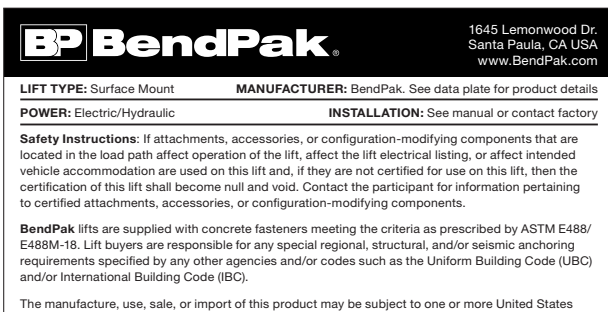 BP BendPak®
1645 Lemonwood Dr.
Santa Paula, CA USA
www.BendPak.com
LIFT TYPE: Surface Mount MANUFACTURER: BendPak. See data plate for product details
POWER: Electric/Hydraulic INSTALLATION: See manual or contact factory
Safety Instructions: If attachments, accessories, or configuration-modifying components that are
located in the load path affect operation of the lift, affect the lift electrical listing, or affect intended
vehicle accommodation are used on this lift and, if they are not certified for use on this lift, then the
certification of this lift shall become null and void. Contact the participant for information pertaining
to certified attachments, accessories, or configuration-modifying components.
BendPak lifts are supplied with concrete fasteners meeting the criteria as prescribed by ASTM E488/
E488M-18. Lift buyers are responsible for any special regional, structural, and/or seismic anchoring
requirements specified by any other agencies and/or codes such as the Uniform Building Code (UBC)
and/or International Building Code (IBC).
The manufacture, use, sale, or import of this product may be subject to one or more United States